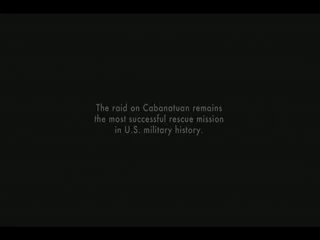 The raid on Cabanatuan remains
the most successful rescue mission
in U.S. military history.